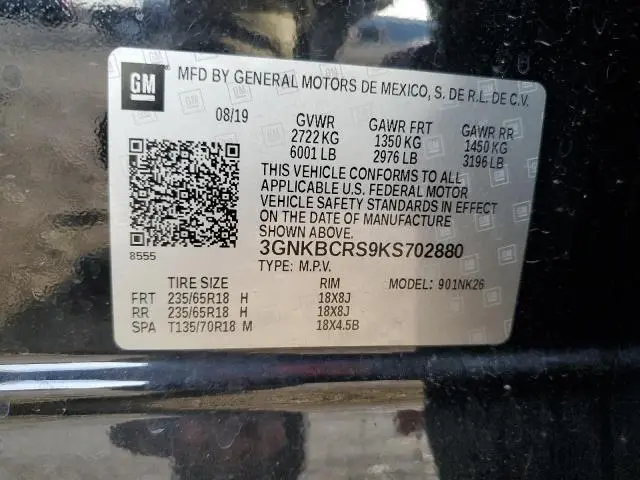 GM MFD BY GENERAL MOTORS DE MEXICO, S. DE R.L. DE C.V.
08/19 GVWR GAWR FRT GAWR RR
2722 KG 1350 KG 1450 KG
6001 LB 2976 LB 3196 LB
THIS VEHICLE CONFORMS TO ALL
APPLICABLE U.S. FEDERAL MOTOR
VEHICLE SAFETY STANDARDS IN EFFECT
ON THE DATE OF MANUFACTURE
SHOWN ABOVE.
8555 3GNKBCRS9KS702880
TYPE: M.P.V. MODEL: 901NK26
TIRE SIZE RIM
FRT 235/65R18 H 18X8J
RR 235/65R18 H 18X8J
SPA T135/70R18 M 18X4.5B